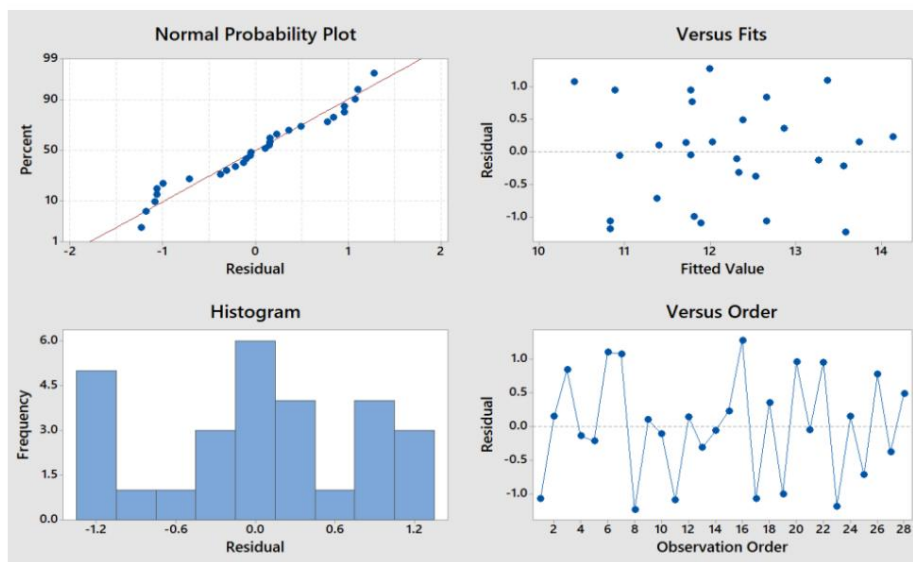 Normal Probability Plot
99
90
50
10
1
Percent
-2 -1 0 1 2
Residual
Versus Fits
1.0
0.5
0.0
-0.5
-1.0
Residual
10 11 12 13 14
Fitted Value
Histogram
6.0
4.5
3.0
1.5
0.0
Frequency
-1.2 -0.6 0.0 0.6 1.2
Residual
Versus Order
1.0
0.5
0.0
-0.5
-1.0
Residual
2 4 6 8 10 12 14 16 18 20 22 24 26 28
Observation Order